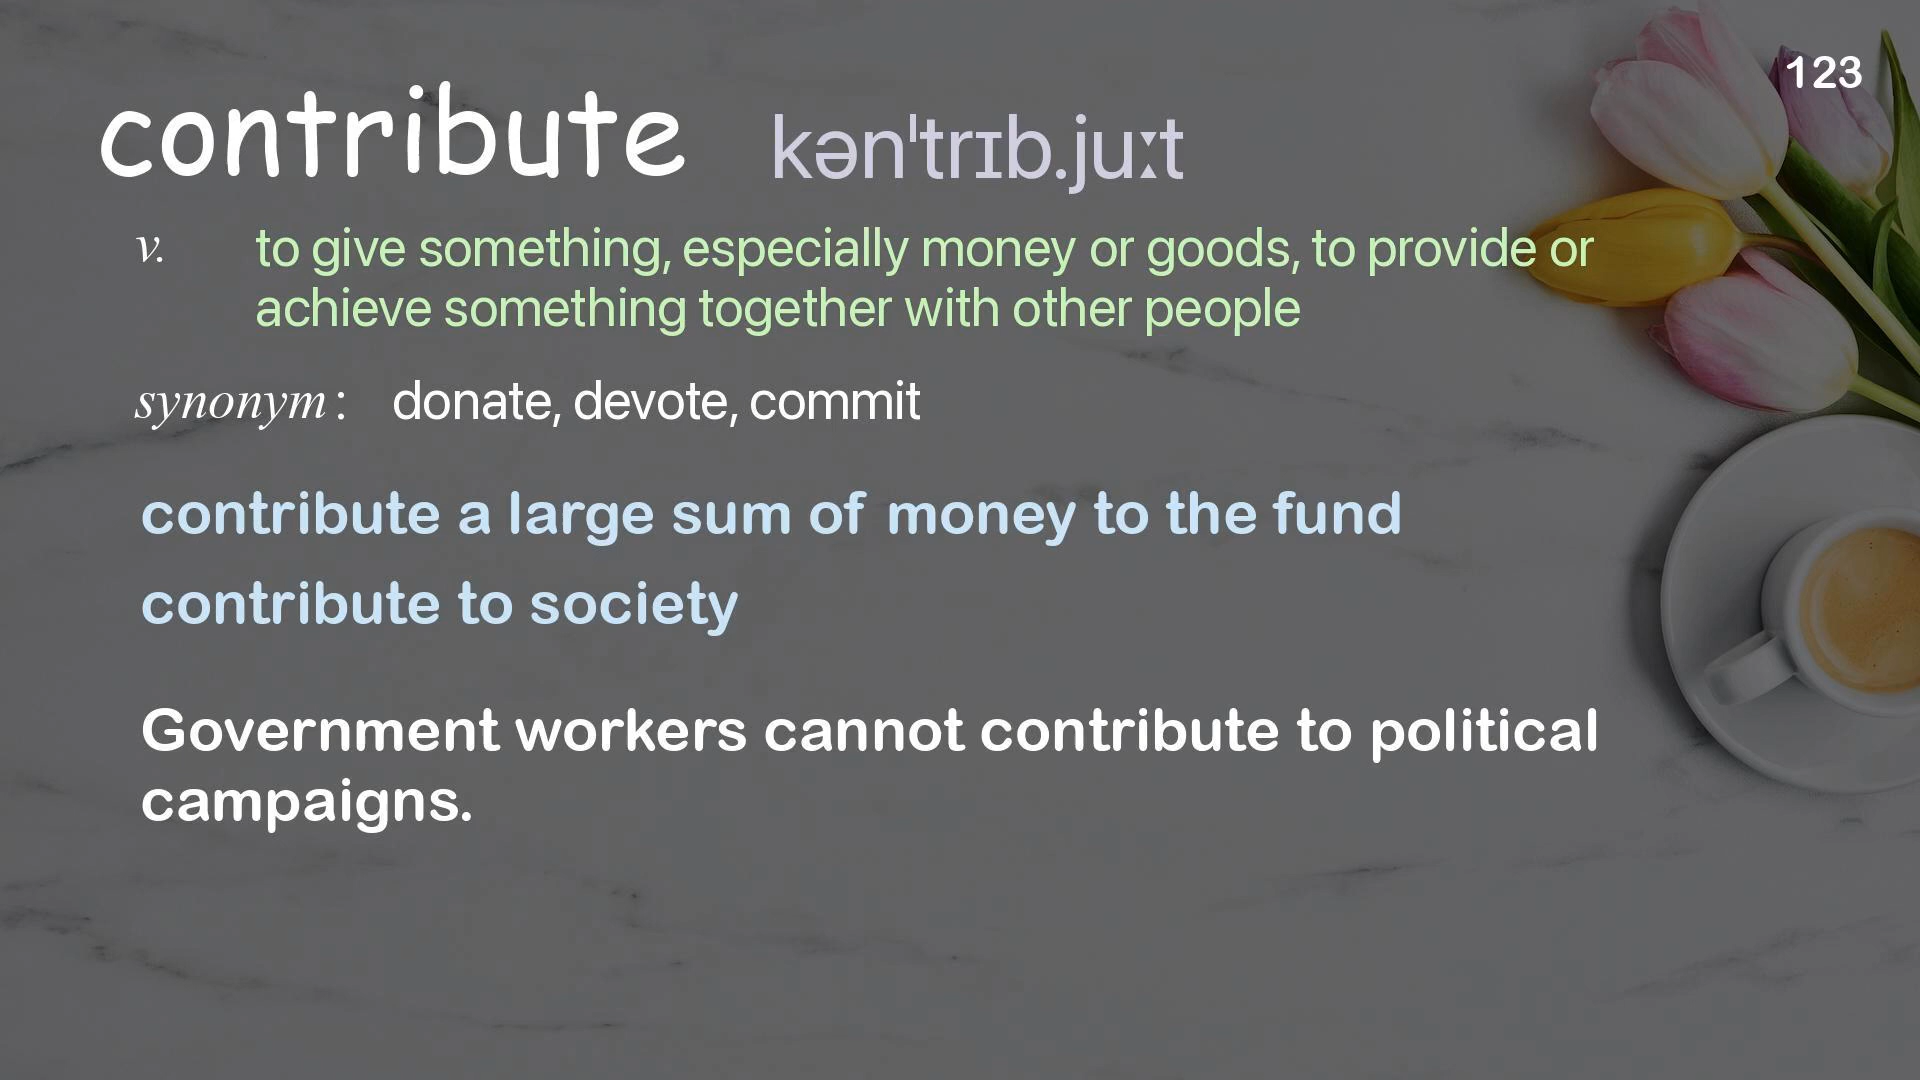 123
contribute kənˈtrɪb.juːt
v. to give something, especially money or goods, to provide or
achieve something together with other people
synonym : donate, devote, commit
contribute a large sum of money to the fund
contribute to society
Government workers cannot contribute to political
campaigns.